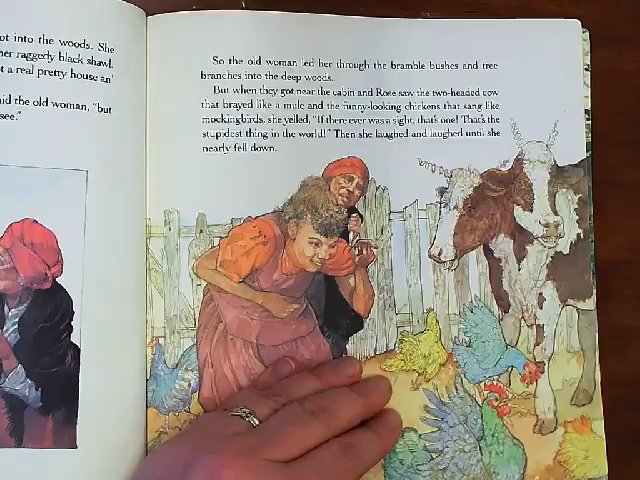 ot into the woods. She
her raggedy black shawl.
t a real pretty house an'
id the old woman, "but
see."
So the old woman led her through the bramble bushes and tree
branches into the deep woods.
But when they got near the cabin and Rose saw the two-headed cow
that brayed like a mule and the funny-looking chickens that sang like
mockingbirds, she yelled, "If there ever was a sight, that's one! That's the
stupidest thing in the world!" Then she laughed and laughed until she
nearly fell down.